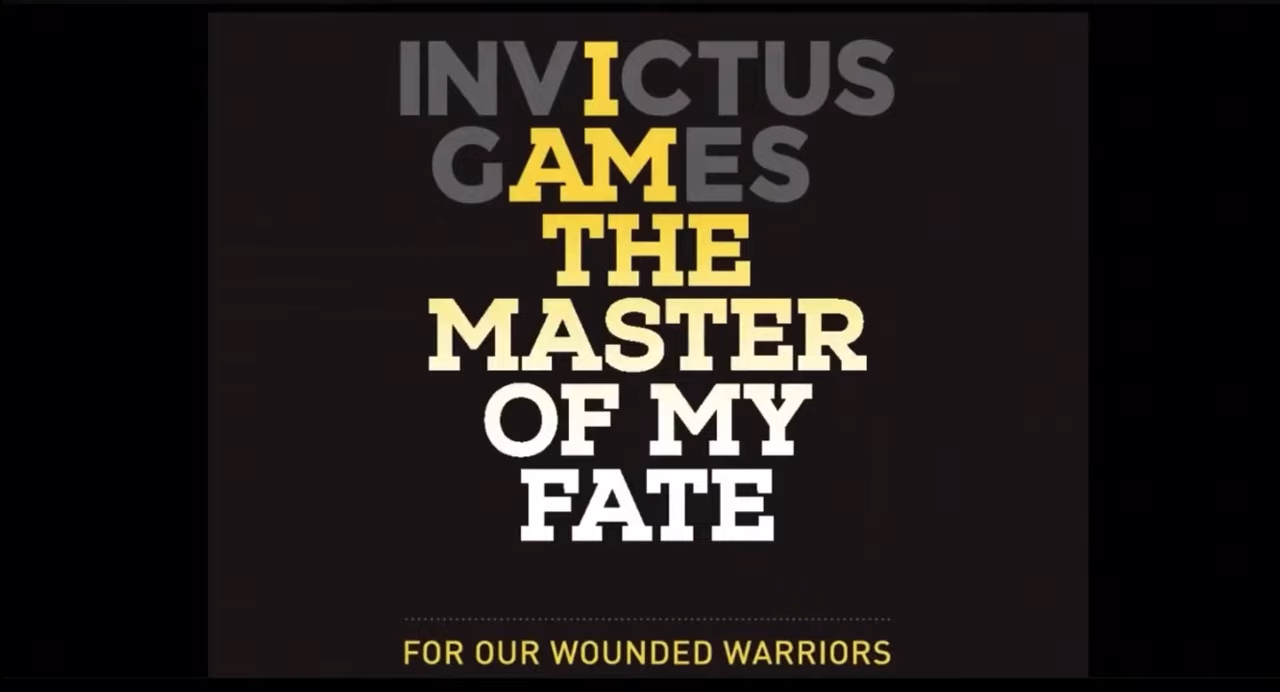 INVICTUS
GAMES
THE
MASTER
OF MY
FATE
FOR OUR WOUNDED WARRIORS